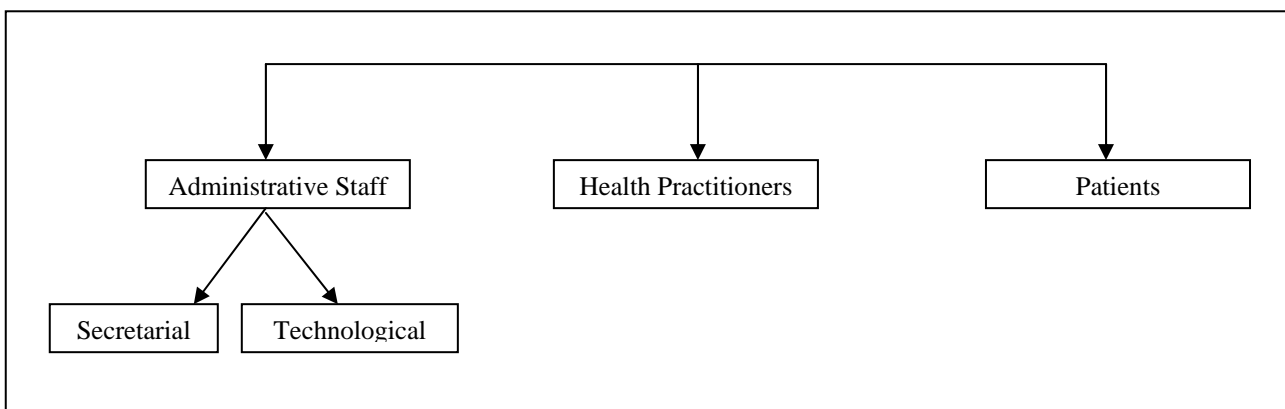 Administrative Staff
Health Practitioners
Patients
Secretarial
Technological